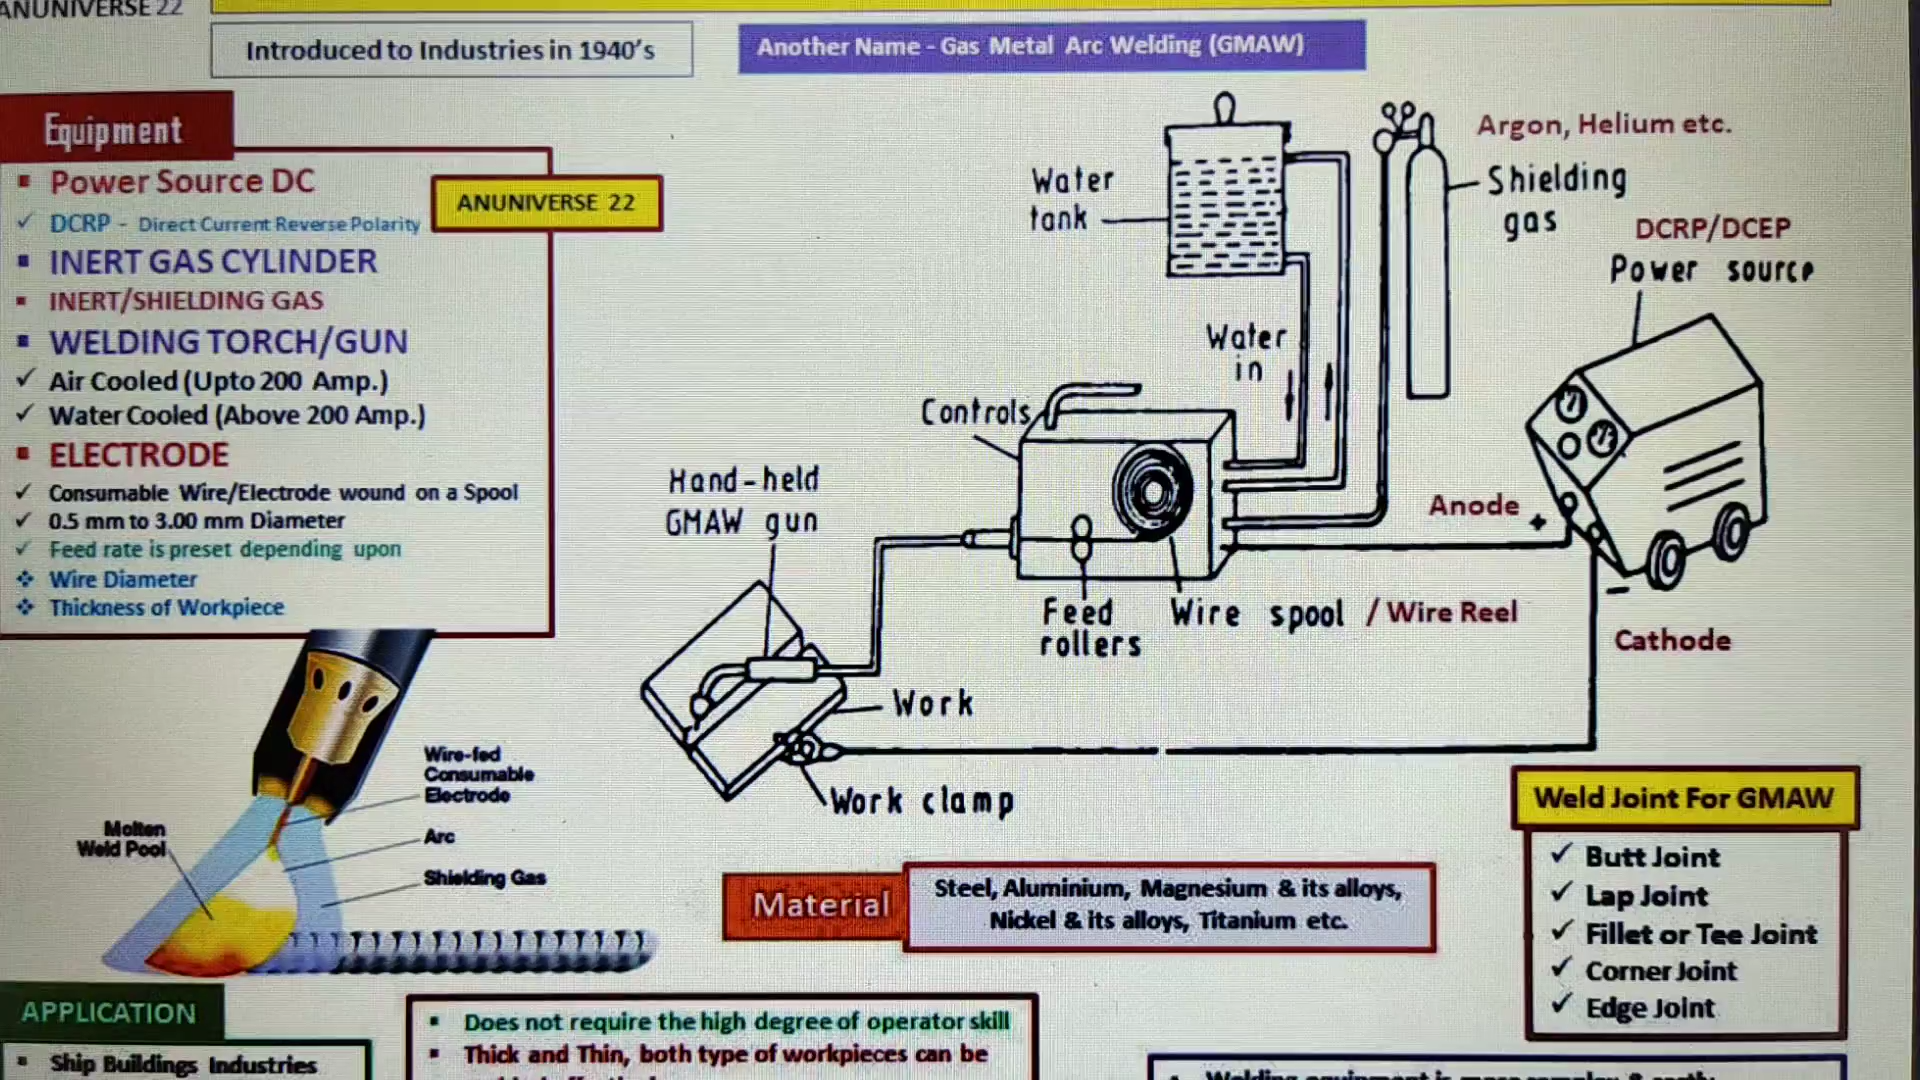 ANUNIVERSE 22
Introduced to Industries in 1940's
Another Name - Gas Metal Arc Welding (GMAW)
Equipment
Power Source DC
DCRP - Direct Current Reverse Polarity
ANUNIVERSE 22
INERT GAS CYLINDER
INERT/SHIELDING GAS
WELDING TORCH/GUN
Air Cooled (Upto 200 Amp.)
Water Cooled (Above 200 Amp.)
ELECTRODE
Consumable Wire/Electrode wound on a Spool
0.5 mm to 3.00 mm Diameter
Feed rate is preset depending upon
Wire Diameter
Thickness of Workpiece
Argon, Helium etc.
Shielding
gas
Water
tank
DCRP/DCEP
Power source
Water
in
Controls
Hand-held
GMAW gun
Anode +
-
Feed
rollers
Wire spool / Wire Reel
Cathode
Work
Work clamp
Wire-fed
Consumable
Electrode
Molten
Weld Pool
Arc
Shielding Gas
Material
Steel, Aluminium, Magnesium & its alloys,
Nickel & its alloys, Titanium etc.
Weld Joint For GMAW
Butt Joint
Lap Joint
Fillet or Tee Joint
Corner Joint
Edge Joint
APPLICATION
Ship Buildings Industries
Does not require the high degree of operator skill
Thick and Thin, both type of workpieces can be
Welding equipment is more complex & costly